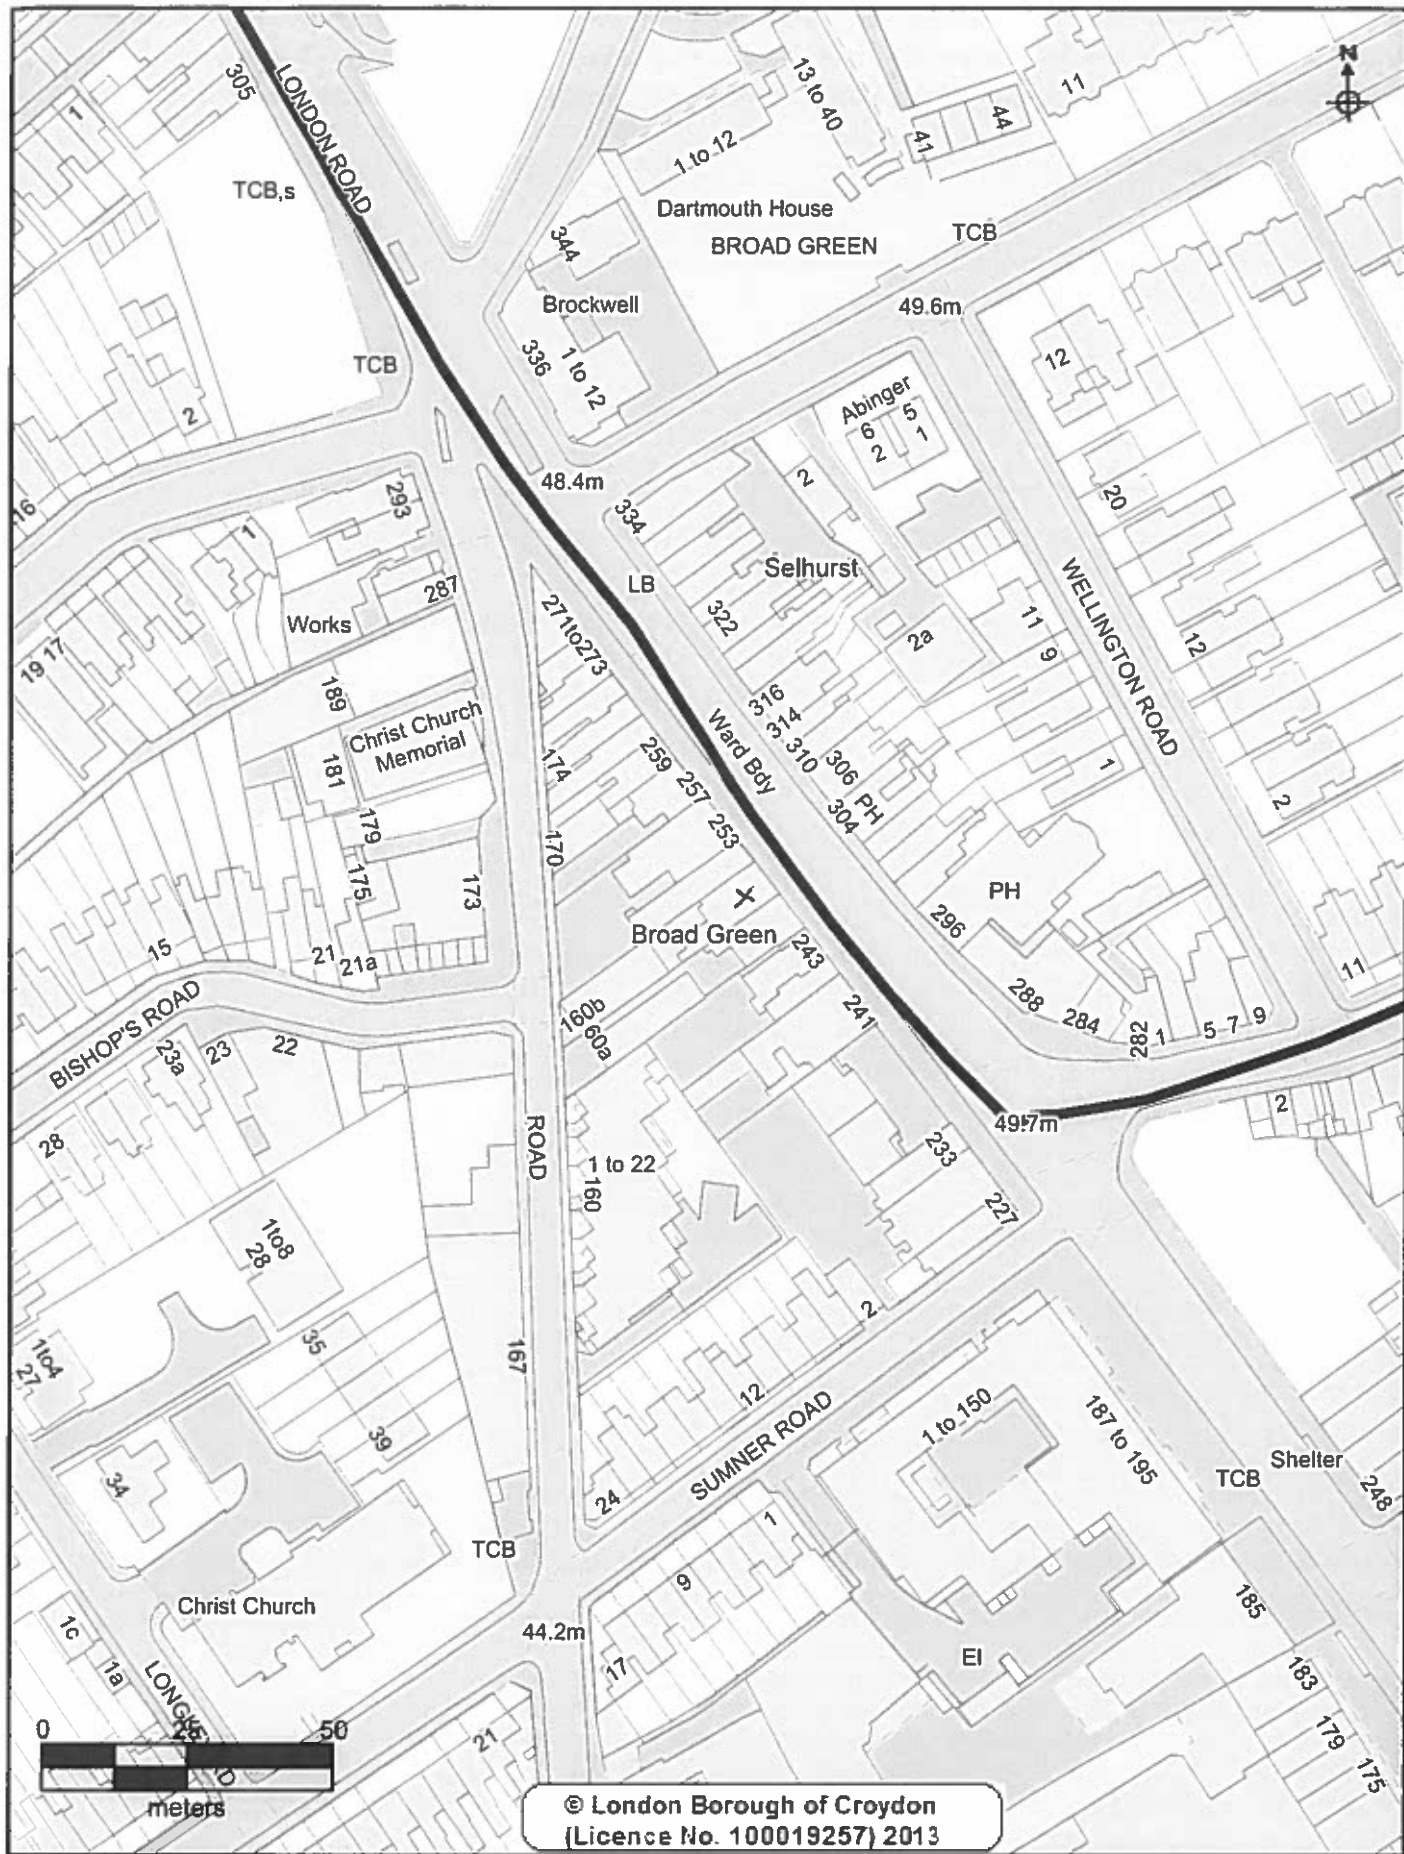 N
305
LONDON ROAD
1
13 to 40
11
44
41
1 to 12
TCB,s
Dartmouth House
BROAD GREEN
TCB
344
Brockwell
49.6m
TCB
336
1 to 12
12
2
Abinger
5
6
1
2
48.4m
2
20
293
334
16
1
Selhurst
LB
WELLINGTON ROAD
287
271to273
322
11
9
2a
12
Works
19 17
189
316
314
310
Christ Church
Memorial
Ward Bdy
259
257
253
174
181
306
PH
304
1
2
179
170
175
173
PH
296
Broad Green
243
15
21
21a
11
288
284
282
1
5
7
9
BISHOP'S ROAD
160b
60a
241
23a
23
22
49.7m
2
28
ROAD
233
1 to 22
160
227
1to8
28
2
35
167
1to4
27
12
SUMNER ROAD
1 to 150
187 to 195
39
34
24
Shelter
TCB
248
1
TCB
9
Christ Church
44.2m
185
1c
1a
17
El
183
179
175
21
0 25 50
meters
© London Borough of Croydon
(Licence No. 100019257) 2013